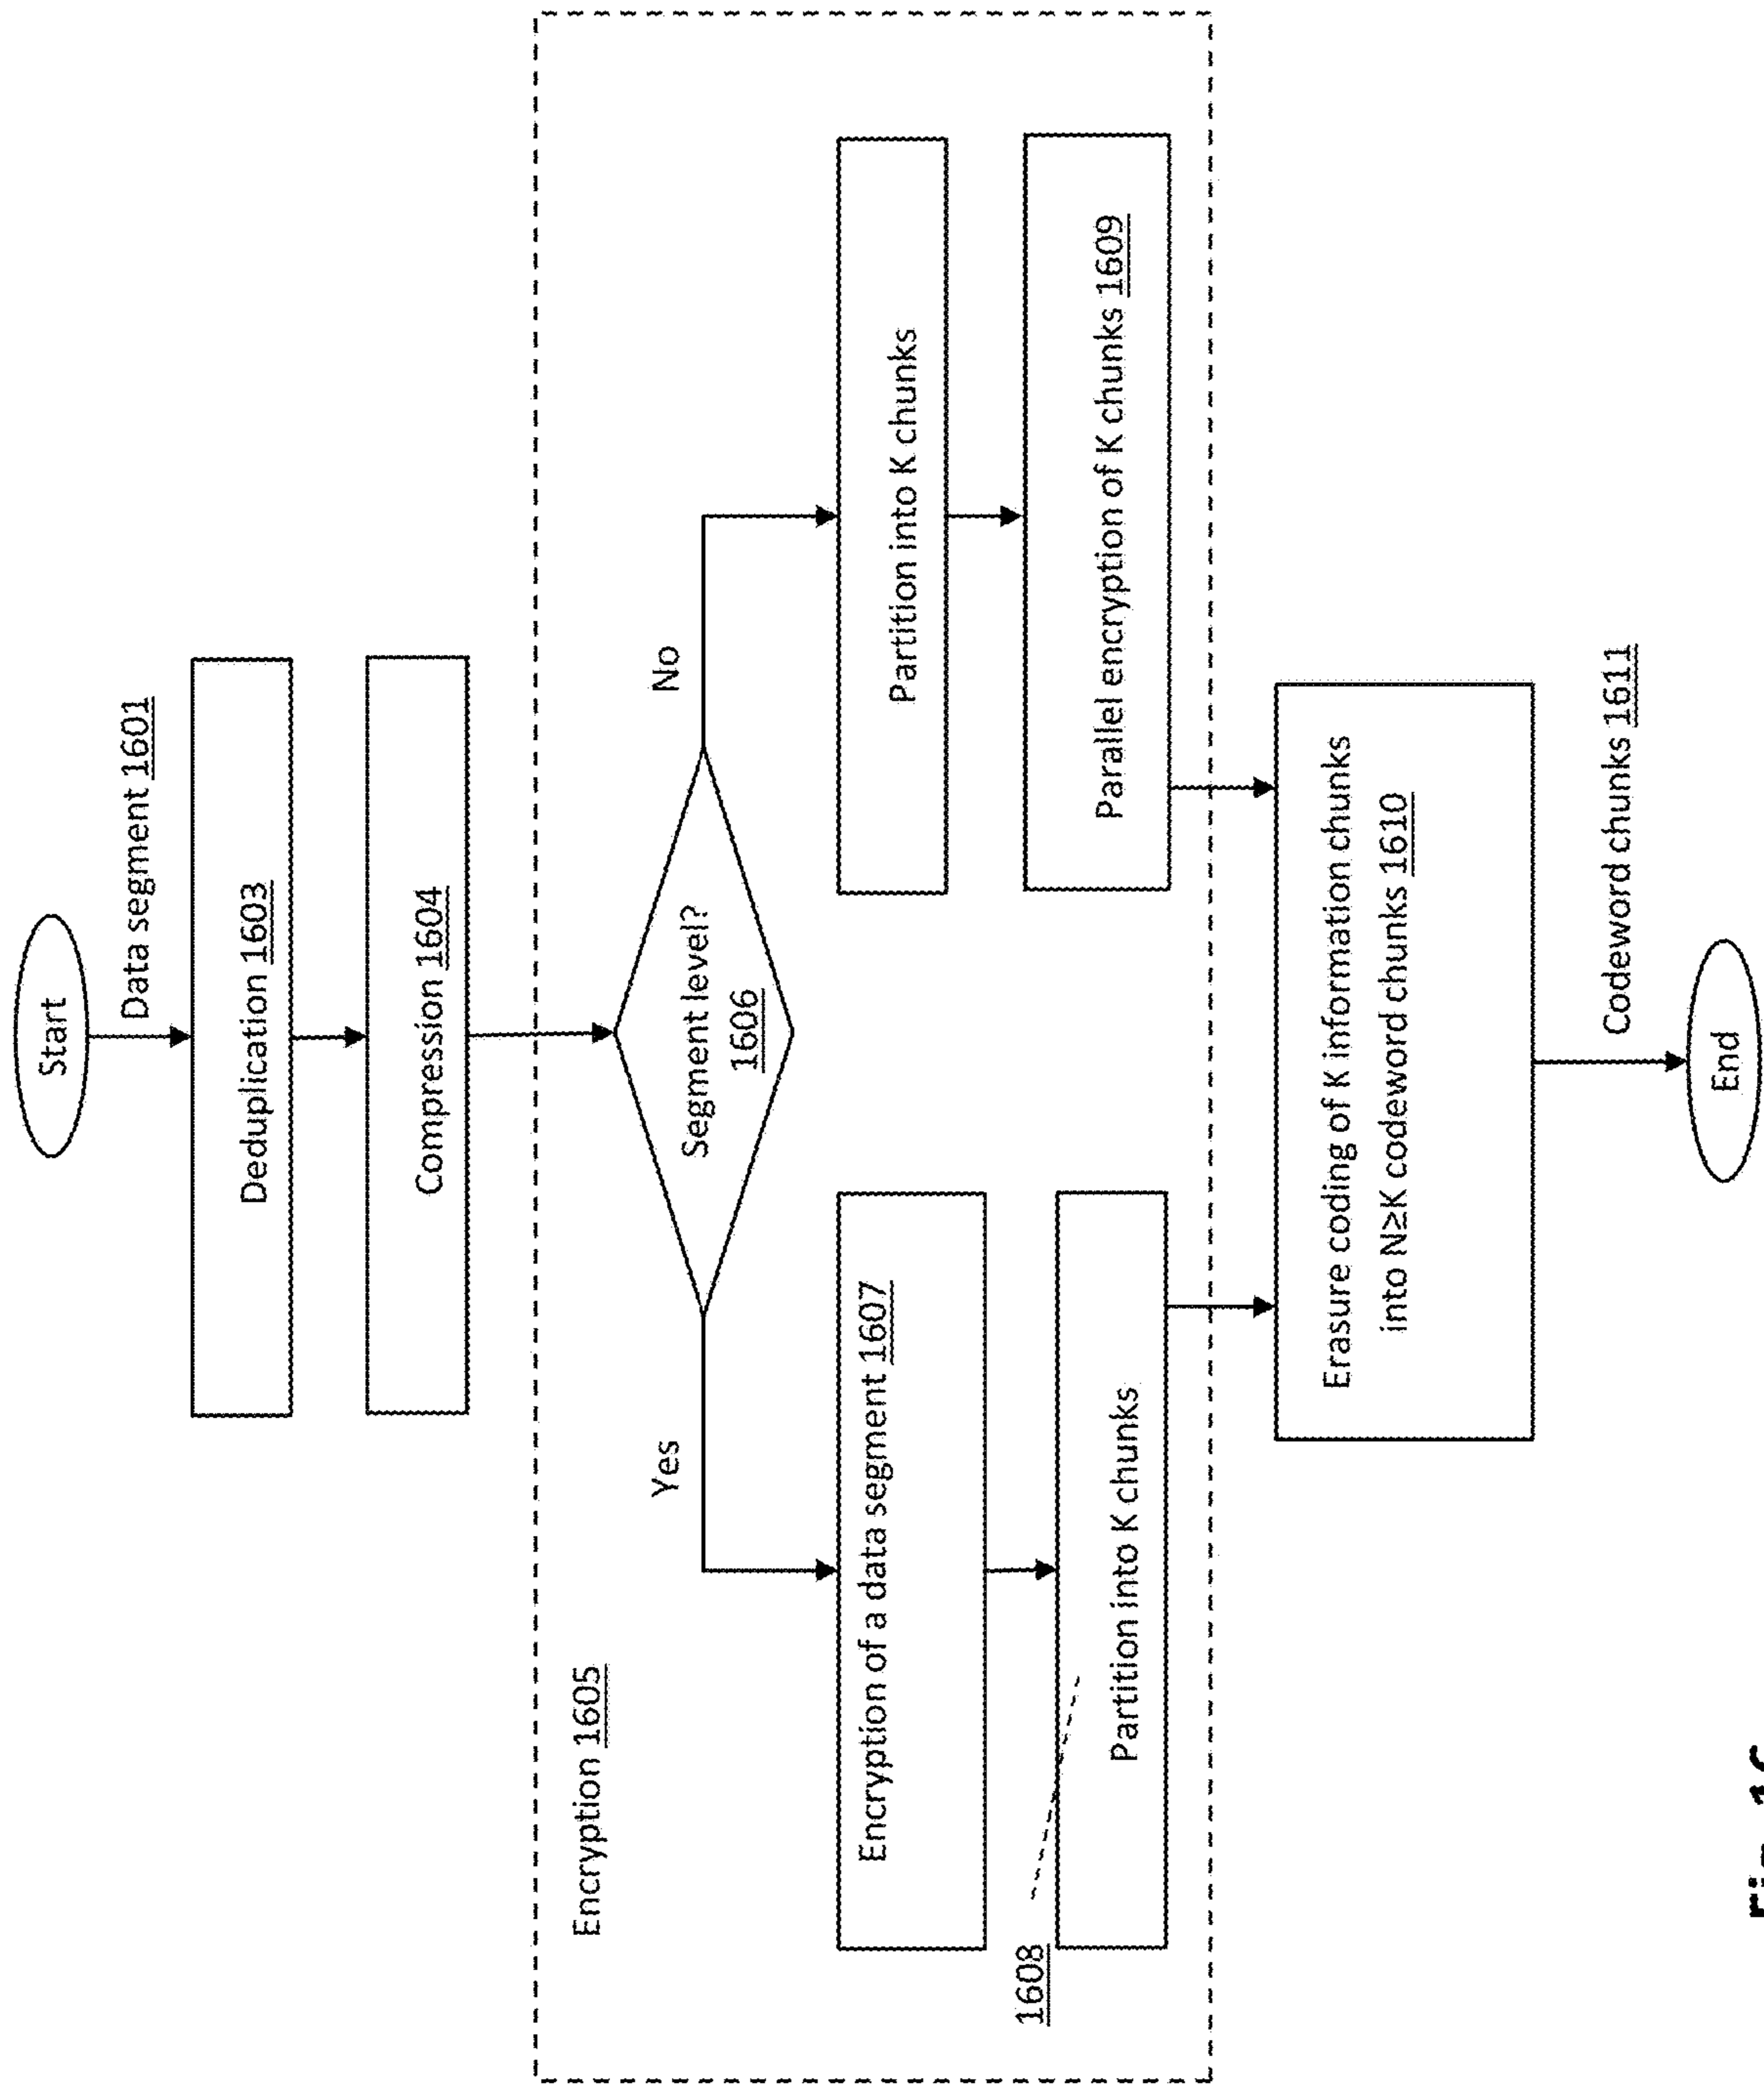 Start
Data segment 1601
Deduplication 1603
Compression 1604
Encryption 1605
Segment level?
1606
Yes
No
Encryption of a data segment 1607
Partition into K chunks
1608
Partition into K chunks
Parallel encryption of K chunks 1609
Erasure coding of K information chunks
into N≥K codeword chunks 1610
Codeword chunks 1611
End